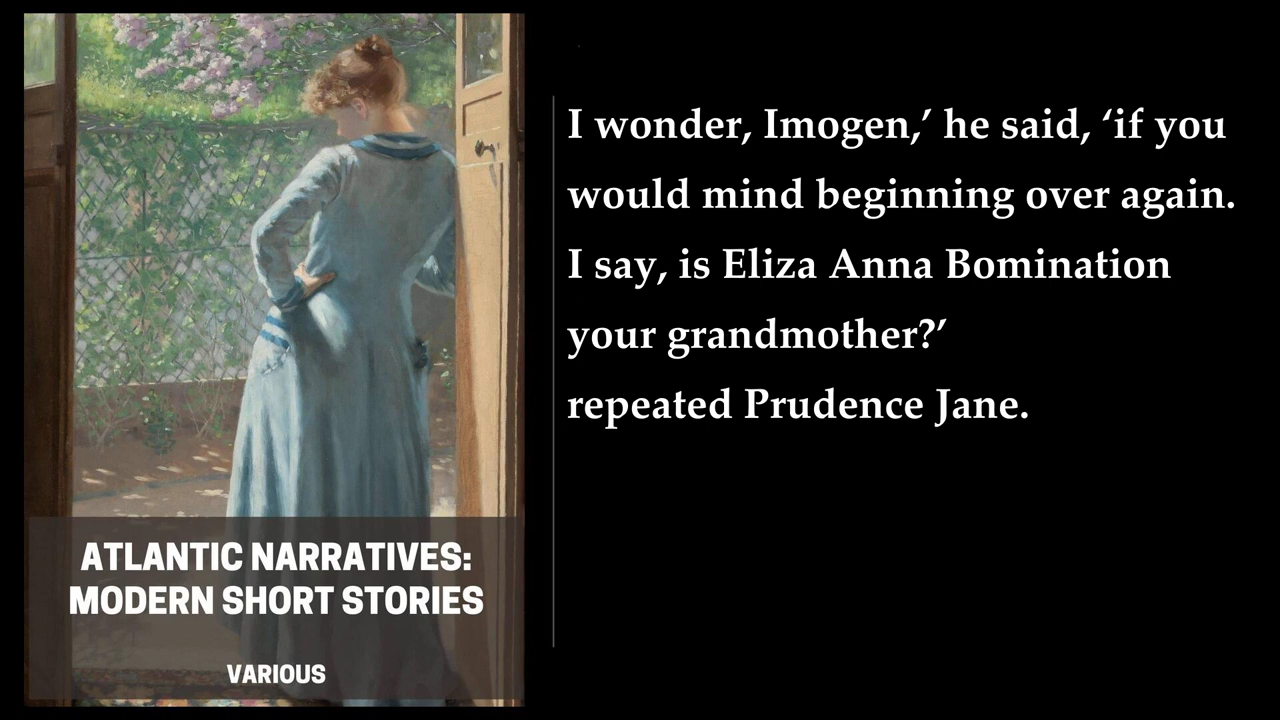 I wonder, Imogen,’ he said, ‘if you
would mind beginning over again.
I say, is Eliza Anna Bomination
your grandmother?’
repeated Prudence Jane.
ATLANTIC NARRATIVES:
MODERN SHORT STORIES
VARIOUS